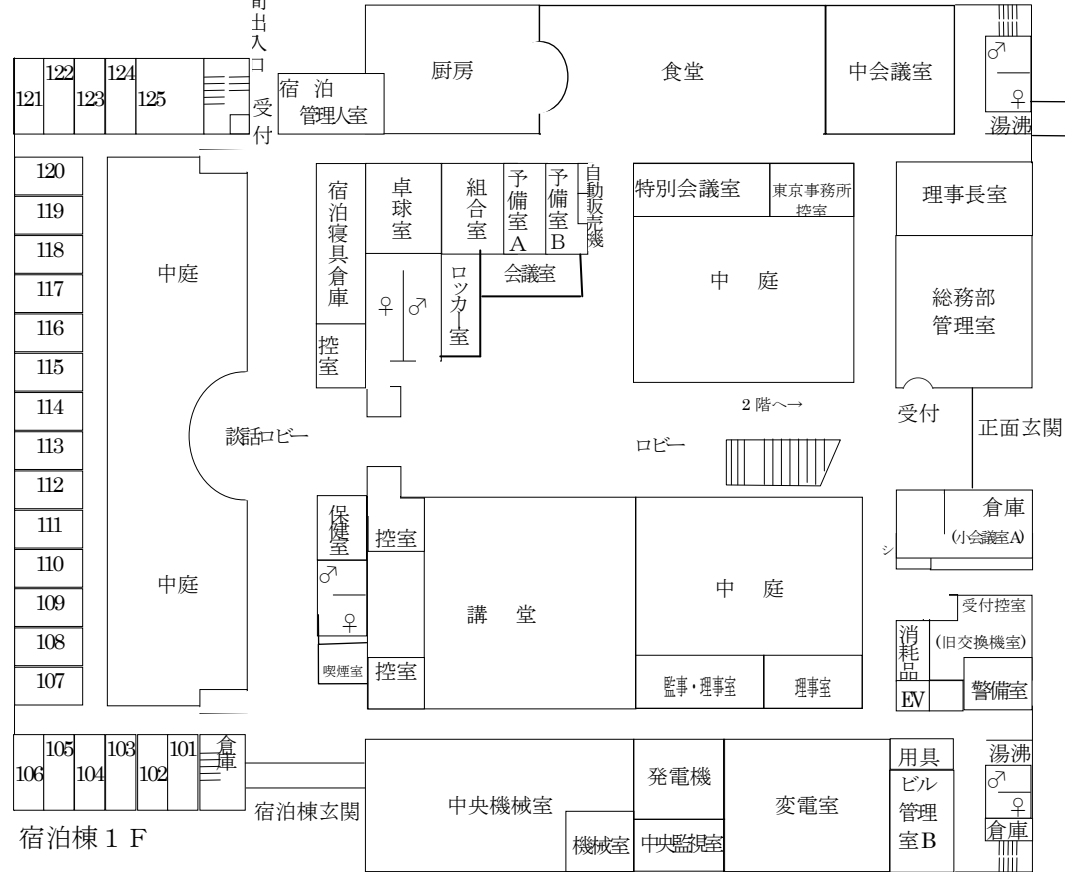 出入口
受付
121
122
123
124
125
宿 泊
管理人室
厨房
食堂
中会議室
♂
♀
湯沸
120
119
118
117
116
115
114
113
112
111
110
109
108
107
中庭
中庭
談話ロビー
宿泊寝具倉庫
控室
卓球室
♀
♂
組合室
ロッカー室
予備室A
予備室B
自動販売機
会議室
特別会議室
東京事務所
控室
中 庭
理事長室
総務部
管理室
2階へ→
ロビー
受付
正面玄関
保健室
♂
♀
喫煙室
控室
控室
講 堂
中 庭
監事・理事室
理事室
倉庫
(小会議室A)
シ
受付控室
(旧交換機室)
消耗品
EV
警備室
106
105
104
103
102
101
倉庫
宿泊棟玄関
宿泊棟1F
中央機械室
機械室
発電機
中央監視室
変電室
用具
ビル
管理
室B
湯沸
♂
♀
倉庫